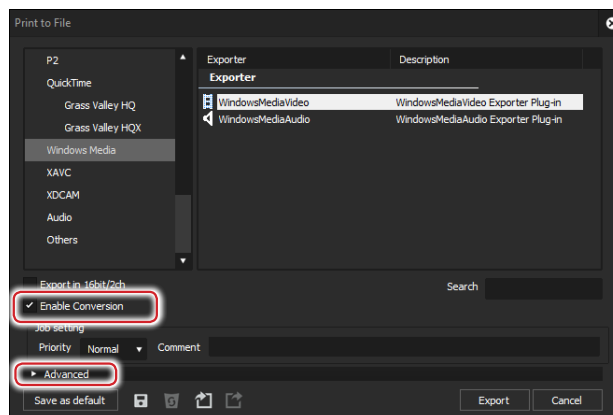 Print to File
P2
QuickTime
Grass Valley HQ
Grass Valley HQX
Windows Media
XAVC
XDCAM
Audio
Others
Exporter Description
Exporter
WindowsMediaVideo WindowsMediaVideo Exporter Plug-in
WindowsMediaAudio WindowsMediaAudio Exporter Plug-in
Export in 16bit/2ch
Search
Enable Conversion
Job setting
Priority Normal Comment
Advanced
Save as default Export Cancel